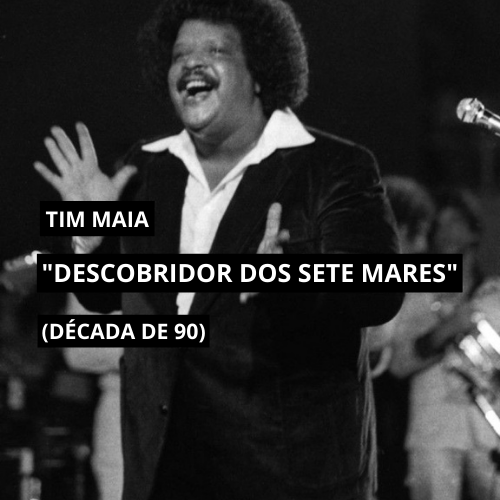 TIM MAIA
"DESCOBRIDOR DOS SETE MARES"
(DÉCADA DE 90)